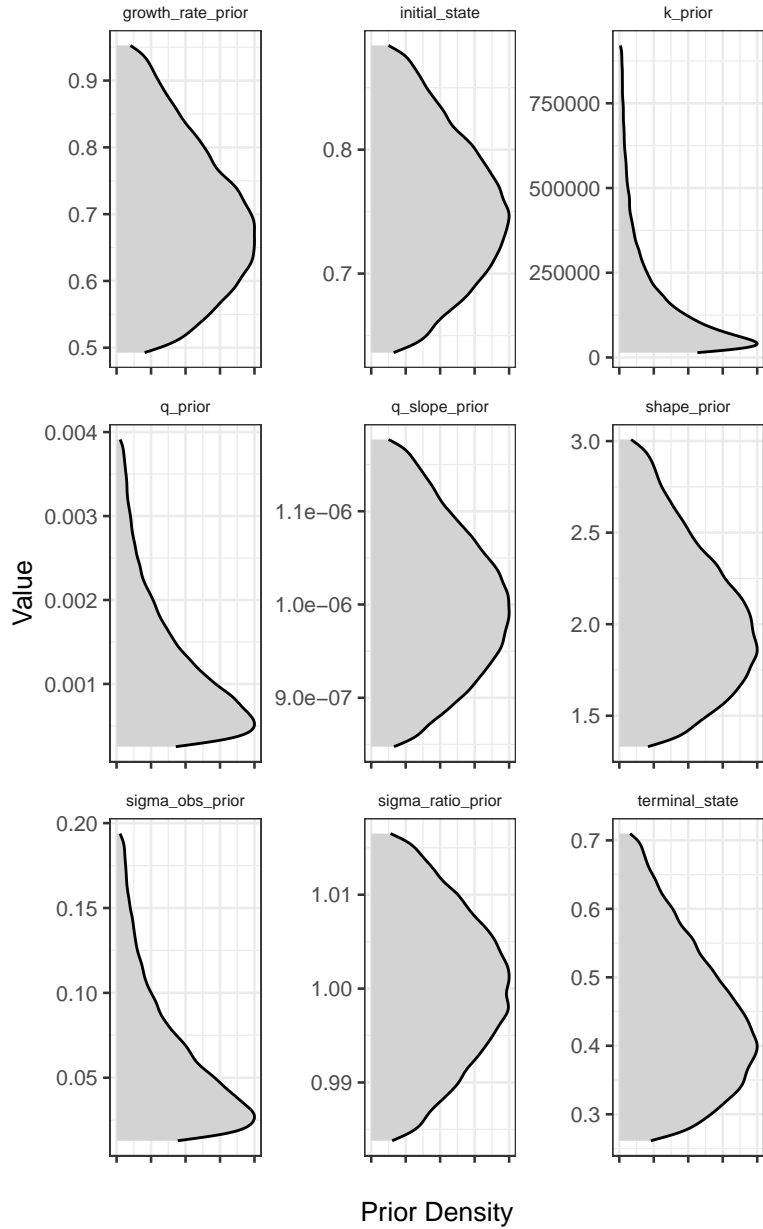 growth_rate_prior
initial_state
k_prior
0.9
0.8
0.7
0.6
0.5
0.8
0.7
750000
500000
250000
0
q_prior
q_slope_prior
shape_prior
0.004
0.003
0.002
0.001
1.1e−06
1.0e−06
9.0e−07
3.0
2.5
2.0
1.5
Value
sigma_obs_prior
sigma_ratio_prior
terminal_state
0.20
0.15
0.10
0.05
1.01
1.00
0.99
0.7
0.6
0.5
0.4
0.3
Prior Density